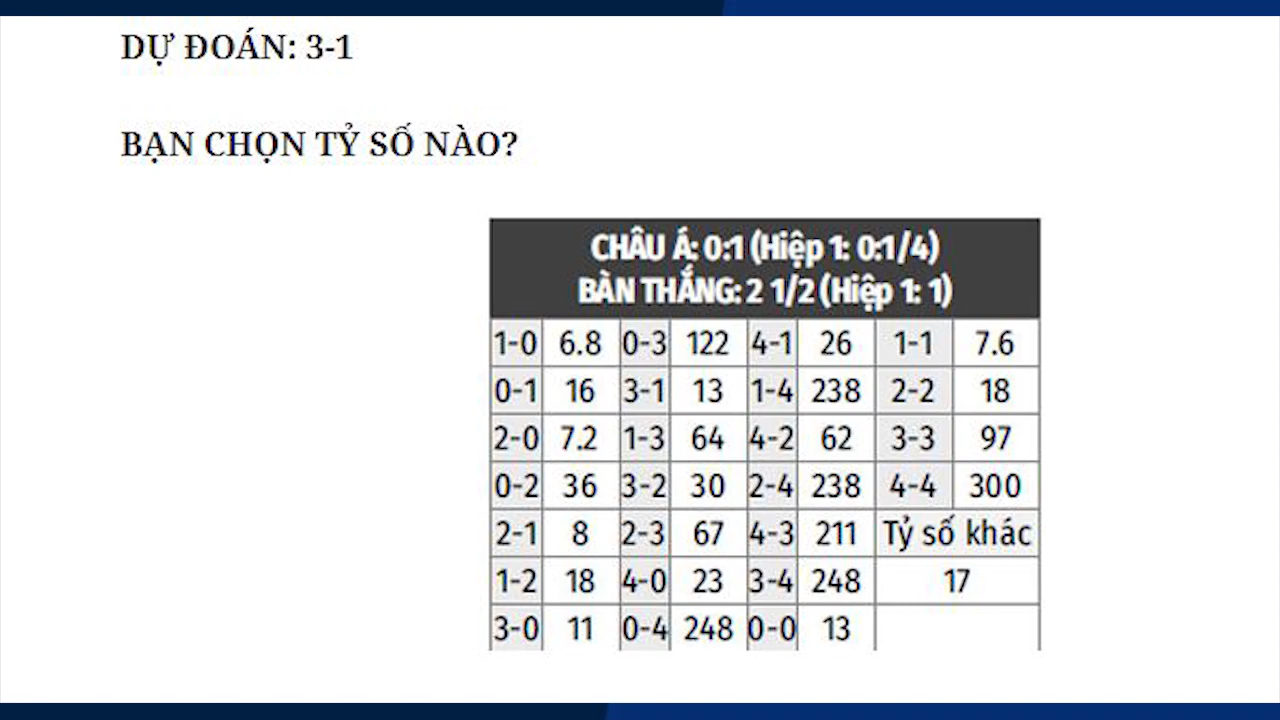 DỰ ĐOÁN: 3-1
BẠN CHỌN TỶ SỐ NÀO?
CHÂU Á: 0:1 (Hiệp 1: 0:1/4)
BÀN THẮNG: 2 1/2 (Hiệp 1: 1)
1-0 6.8 0-3 122 4-1 26 1-1 7.6
0-1 16 3-1 13 1-4 238 2-2 18
2-0 7.2 1-3 64 4-2 62 3-3 97
0-2 36 3-2 30 2-4 238 4-4 300
2-1 8 2-3 67 4-3 211 Tỷ số khác
1-2 18 4-0 23 3-4 248 17
3-0 11 0-4 248 0-0 13